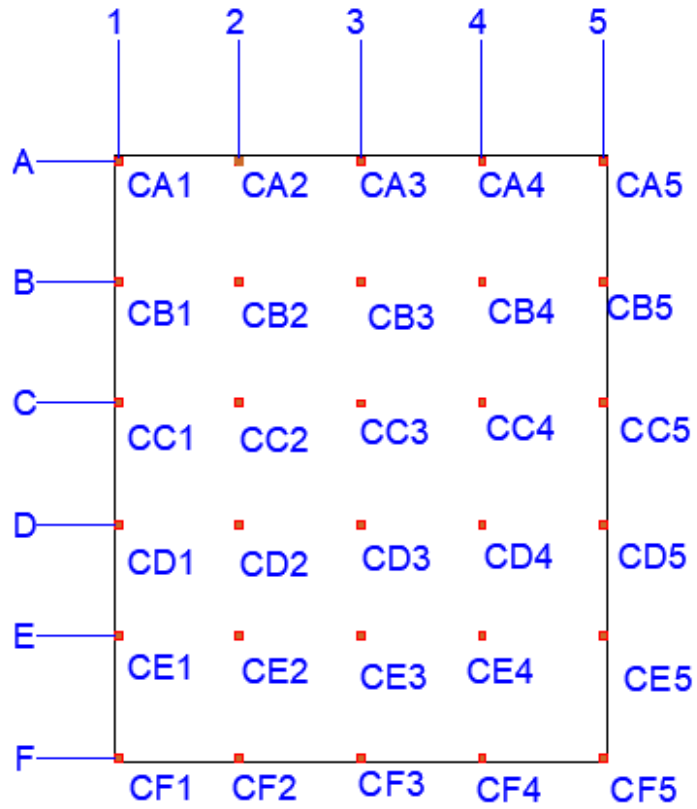 1 2 3 4 5
A
CA1 CA2 CA3 CA4 CA5
B
CB1 CB2 CB3 CB4 CB5
C
CC1 CC2 CC3 CC4 CC5
D
CD1 CD2 CD3 CD4 CD5
E
CE1 CE2 CE3 CE4 CE5
F
CF1 CF2 CF3 CF4 CF5